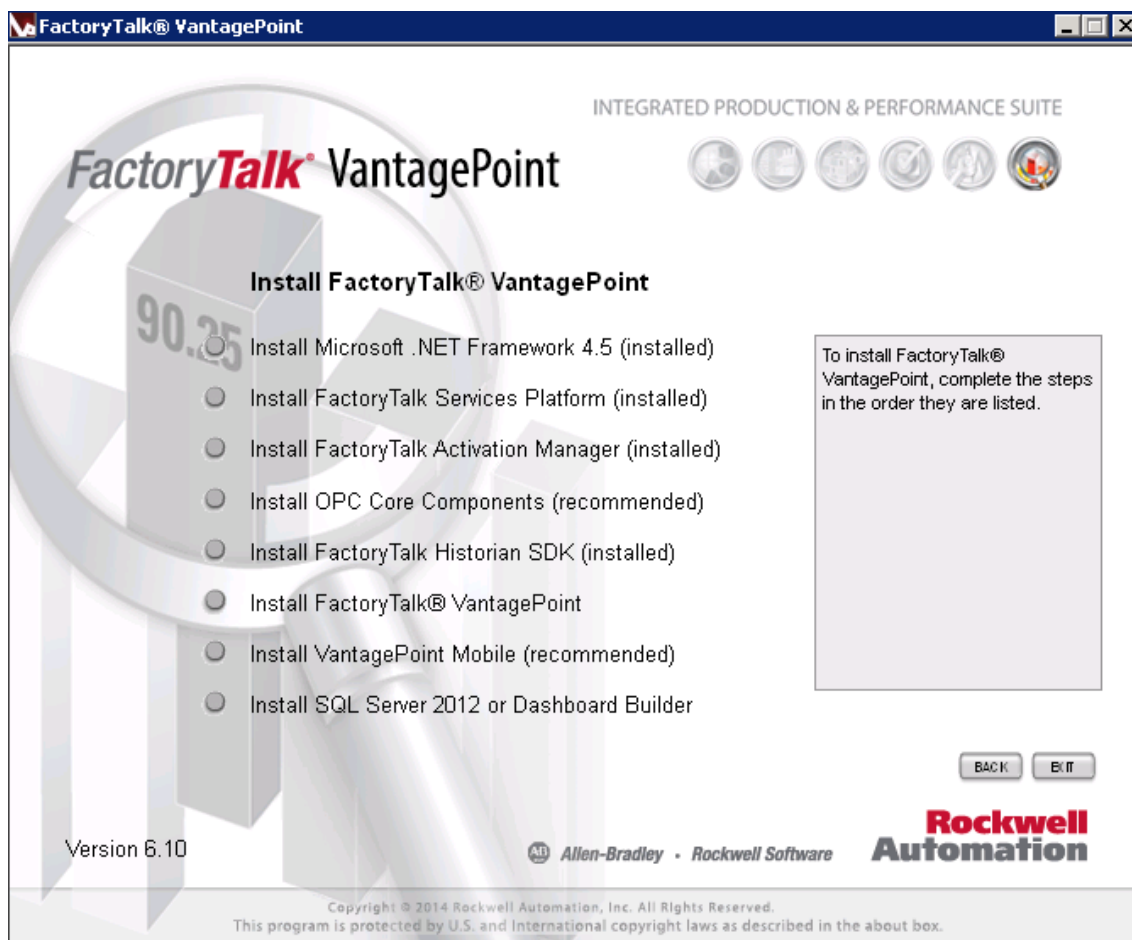 FactoryTalk® VantagePoint
INTEGRATED PRODUCTION & PERFORMANCE SUITE
FactoryTalk® VantagePoint
Install FactoryTalk® VantagePoint
90.25
Install Microsoft .NET Framework 4.5 (installed)
Install FactoryTalk Services Platform (installed)
Install FactoryTalk Activation Manager (installed)
Install OPC Core Components (recommended)
Install FactoryTalk Historian SDK (installed)
Install FactoryTalk® VantagePoint
Install VantagePoint Mobile (recommended)
Install SQL Server 2012 or Dashboard Builder
To install FactoryTalk®
VantagePoint, complete the steps
in the order they are listed.
BACK EXIT
Version 6.10
AB Allen-Bradley • Rockwell Software
Rockwell
Automation
Copyright © 2014 Rockwell Automation, Inc. All Rights Reserved.
This program is protected by U.S. and International copyright laws as described in the about box.